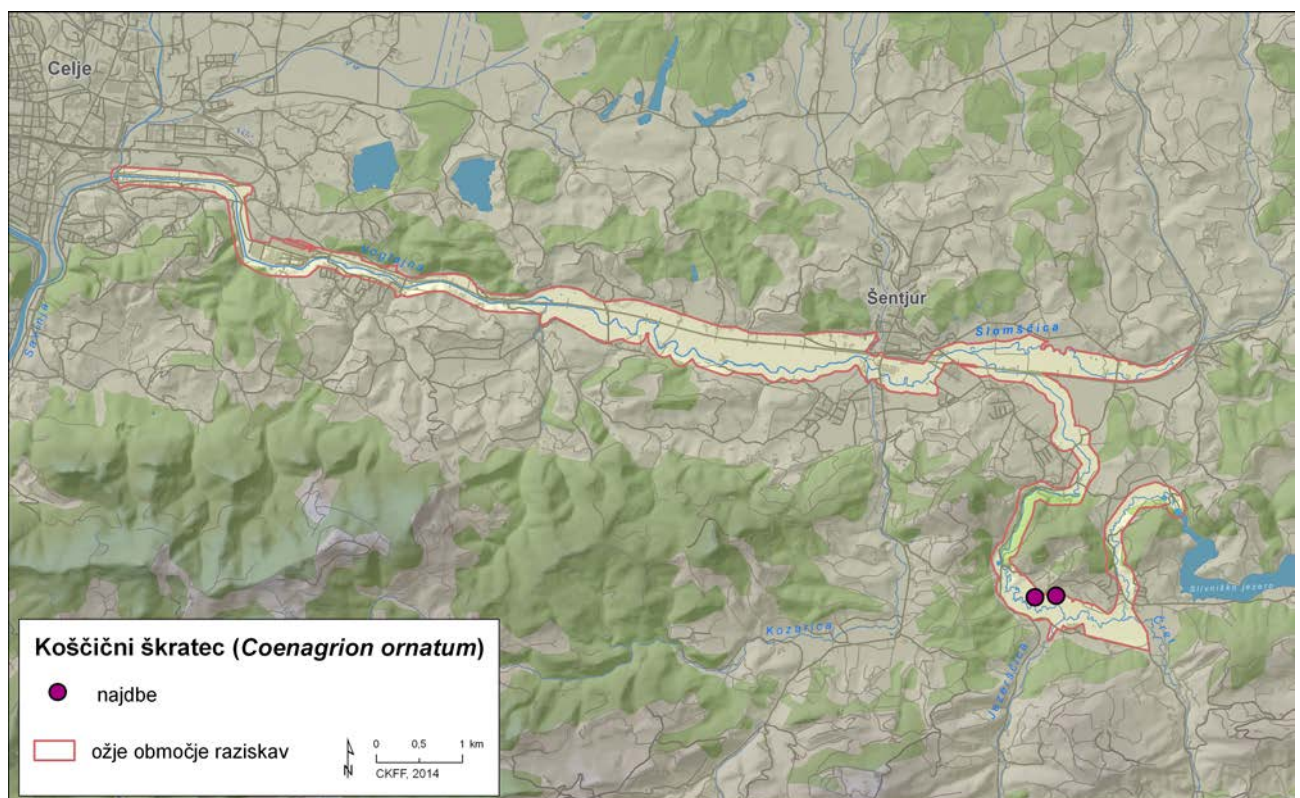 Celje
Voglajna
Šentjur
Slomščica
Savinja
Slivniško jezero
Kozarica
Jezerščica
Čret
Koščični škratec (Coenagrion ornatum)
najdbe
ožje območje raziskav
N
0 0,5 1 km
CKFF, 2014